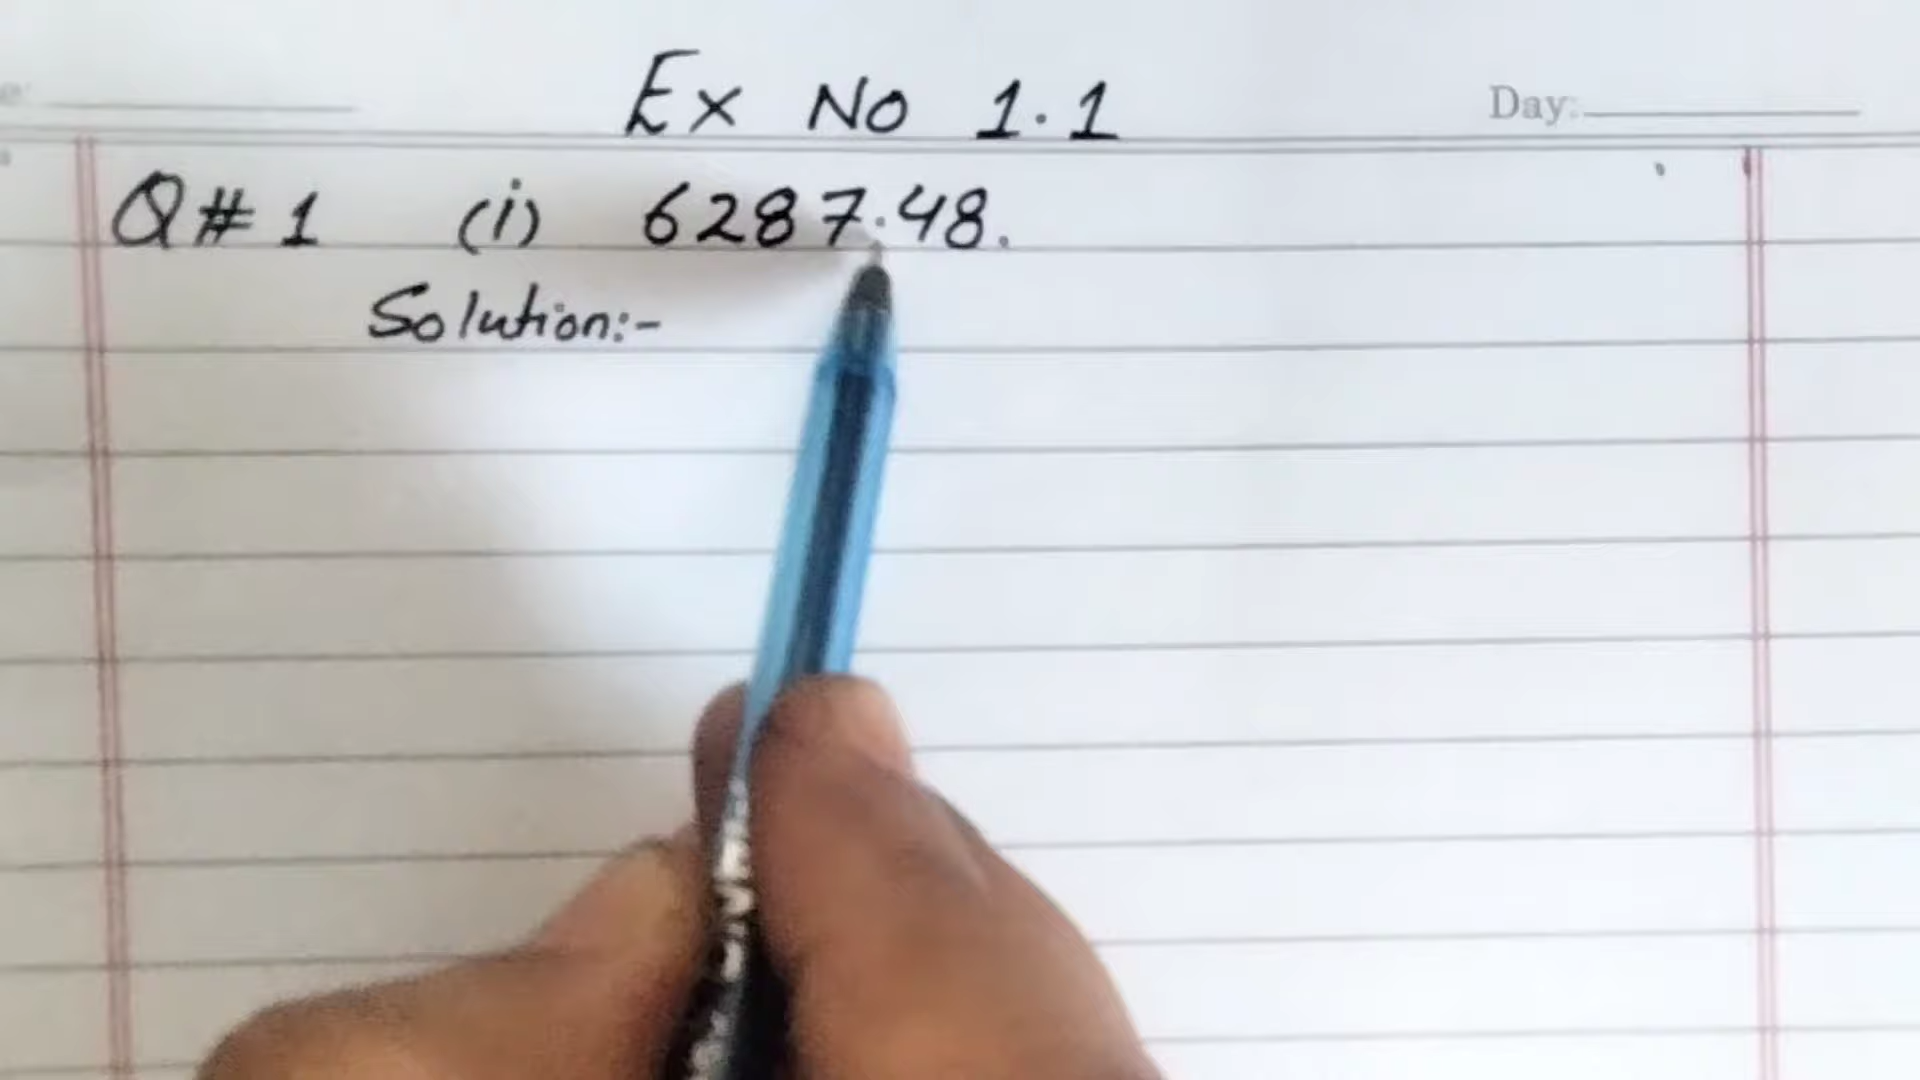 Ex No 1.1
Day:
Q # 1 (i) 6287.48.
Solution:-